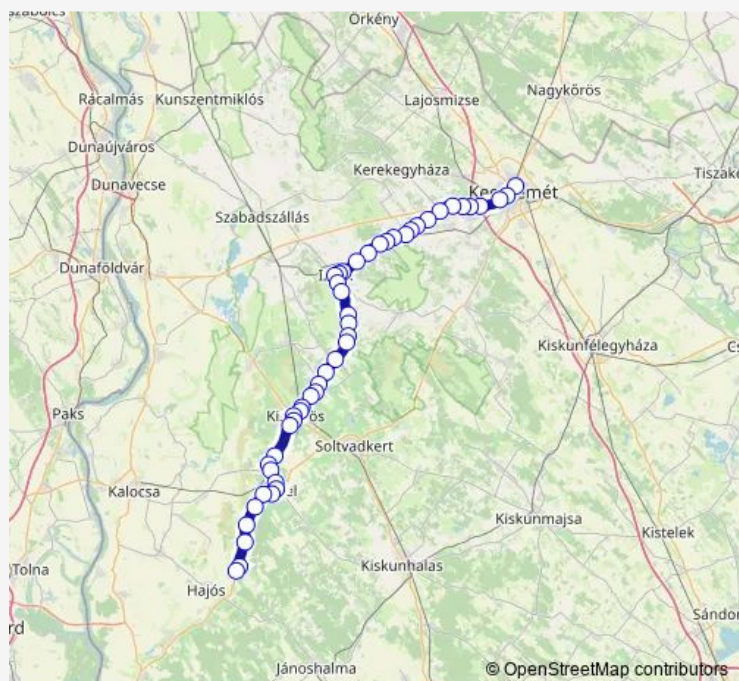 Örkény
Rácalmás
Kunszentmiklós
Lajosmizse
Nagykőrös
Dunaújváros
Dunavecse
Kerekegyháza
Szabadszállás
Dunaföldvár
Kiskunfélegyháza
Paks
Soltvadkert
Kalocsa
Kiskunmajsa
Kistelek
Tolna
Kiskunhalas
Hajós
Jánoshalma
© OpenStreetMap contributors